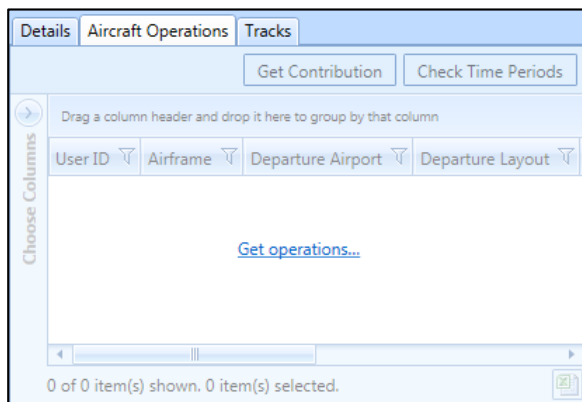 Details Aircraft Operations Tracks
Get Contribution Check Time Periods
Drag a column header and drop it here to group by that column
Choose Columns
User ID Airframe Departure Airport Departure Layout
Get operations...
0 of 0 item(s) shown. 0 item(s) selected.